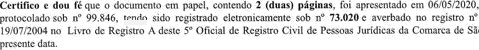 Certifico e dou fé que o documento em papel, contendo 2 (duas) páginas, foi apresentado em 06/05/2020,
protocolado sob nº 99.846, tendo sido registrado eletronicamente sob nº 73.020 e averbado no registro nº
19/07/2004 no Livro de Registro A deste 5º Oficial de Registro Civil de Pessoas Jurídicas da Comarca de Sã
presente data.